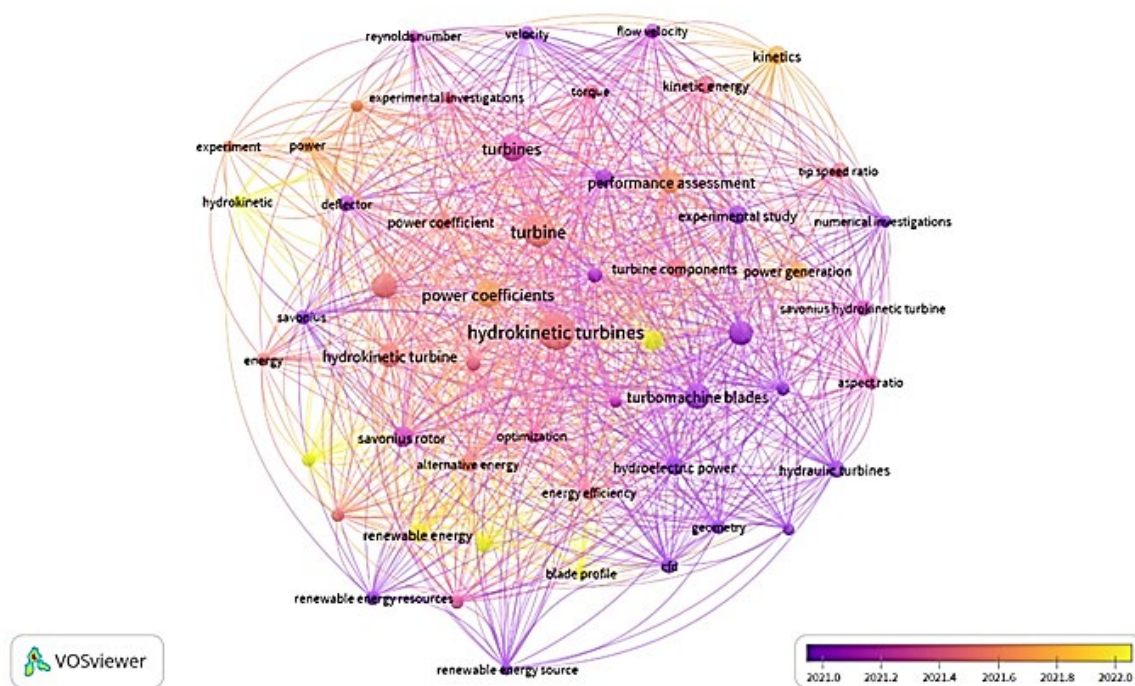 reynolds number
velocity
flow velocity
kinetics
experimental investigations
torque
kinetic energy
experiment
power
turbines
performance assessment
tip speed ratio
hydrokinetic
deflector
power coefficient
experimental study
numerical investigations
turbine
turbine components
power generation
power coefficients
savonius hydrokinetic turbine
savonius
hydrokinetic turbines
energy
hydrokinetic turbine
aspect ratio
turbomachine blades
savonius rotor
optimization
alternative energy
hydroelectric power
hydraulic turbines
energy efficiency
geometry
renewable energy
blade profile
cfd
renewable energy resources
renewable energy source
VOSviewer
2021.0 2021.2 2021.4 2021.6 2021.8 2022.0